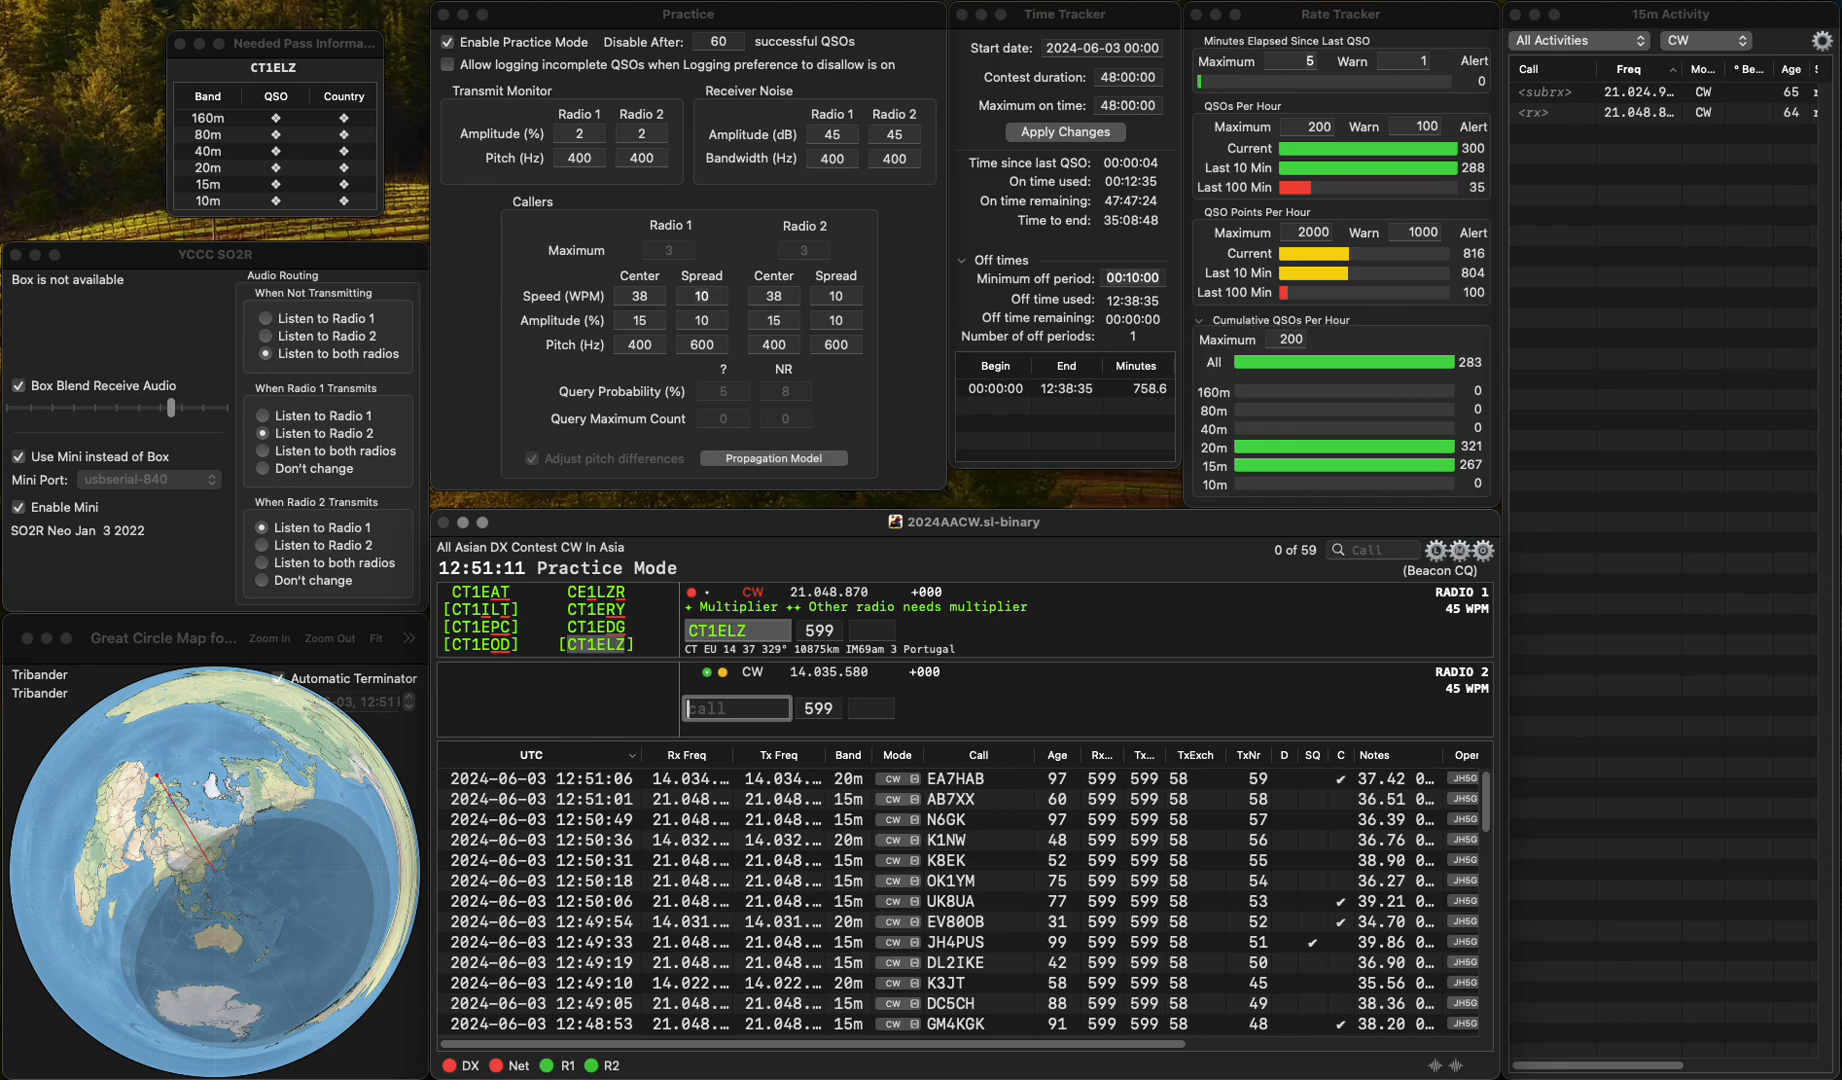 Needed Pass Informa...
CT1ELZ
Band QSO Country
160m ❖ ❖
80m ❖ ❖
40m ❖ ❖
20m ❖ ❖
15m ❖ ❖
10m ❖ ❖
YCCC SO2R
Box is not available
Audio Routing
When Not Transmitting
Listen to Radio 1
Listen to Radio 2
Listen to both radios
Box Blend Receive Audio
When Radio 1 Transmits
Listen to Radio 1
Listen to Radio 2
Listen to both radios
Don't change
Use Mini instead of Box
Mini Port: usbserial-840
Enable Mini
SO2R Neo Jan 3 2022
When Radio 2 Transmits
Listen to Radio 1
Listen to Radio 2
Listen to both radios
Don't change
Great Circle Map fo... Zoom In Zoom Out Fit
Tribander
Tribander
Automatic Terminator
03, 12:51
Practice
Enable Practice Mode Disable After: 60 successful QSOs
Allow logging incomplete QSOs when Logging preference to disallow is on
Transmit Monitor
Radio 1 Radio 2
Amplitude (%) 2 2
Pitch (Hz) 400 400
Receiver Noise
Radio 1 Radio 2
Amplitude (dB) 45 45
Bandwidth (Hz) 400 400
Callers
Radio 1 Radio 2
Maximum 3 3
Center Spread Center Spread
Speed (WPM) 38 10 38 10
Amplitude (%) 15 10 15 10
Pitch (Hz) 400 600 400 600
? NR
Query Probability (%) 5 8
Query Maximum Count 0 0
Adjust pitch differences Propagation Model
Time Tracker
Start date: 2024-06-03 00:00
Contest duration: 48:00:00
Maximum on time: 48:00:00
Apply Changes
Time since last QSO: 00:00:04
On time used: 00:12:35
On time remaining: 47:47:24
Time to end: 35:08:48
Off times
Minimum off period: 00:10:00
Off time used: 12:38:35
Off time remaining: 00:00:00
Number of off periods: 1
Begin End Minutes
00:00:00 12:38:35 758.6
Rate Tracker
Minutes Elapsed Since Last QSO
Maximum 5 Warn 1 Alert
0
QSOs Per Hour
Maximum 200 Warn 100 Alert
Current 300
Last 10 Min 288
Last 100 Min 35
QSO Points Per Hour
Maximum 2000 Warn 1000 Alert
Current 816
Last 10 Min 804
Last 100 Min 100
Cumulative QSOs Per Hour
Maximum 200
All 283
160m 0
80m 0
40m 0
20m 321
15m 267
10m 0
15m Activity
All Activities CW
Call Freq Mo... ° Be... Age
<subrx> 21.024.9... CW 65
<rx> 21.048.8... CW 64
2024AACW.sl-binary
All Asian DX Contest CW In Asia
0 of 59 Call
12:51:11 Practice Mode
(Beacon CQ)
CT1EAT CE1LZR
[CT1ILT] CT1ERY
[CT1EPC] CT1EDG
[CT1EOD] [CT1ELZ]
CW 21.048.870 +000 RADIO 1
✦ Multiplier ✦✦ Other radio needs multiplier 45 WPM
CT1ELZ 599
CT EU 14 37 329° 10875km IM69am 3 Portugal
CW 14.035.580 +000 RADIO 2
45 WPM
call 599
UTC Rx Freq Tx Freq Band Mode Call Age Rx... Tx... TxExch TxNr D SQ C Notes Oper
2024-06-03 12:51:06 14.034.... 14.034.... 20m CW EA7HAB 97 599 599 58 59 ✔ 37.42 0... JH5G
2024-06-03 12:51:01 21.048.... 21.048.... 15m CW AB7XX 60 599 599 58 58 36.51 0... JH5G
2024-06-03 12:50:49 21.048.... 21.048.... 15m CW N6GK 97 599 599 58 57 36.39 0... JH5G
2024-06-03 12:50:36 14.032.... 14.032.... 20m CW K1NW 48 599 599 58 56 36.76 0... JH5G
2024-06-03 12:50:31 21.048.... 21.048.... 15m CW K8EK 52 599 599 58 55 38.90 0... JH5G
2024-06-03 12:50:18 21.048.... 21.048.... 15m CW OK1YM 75 599 599 58 54 36.27 0... JH5G
2024-06-03 12:50:06 21.048.... 21.048.... 15m CW UK8UA 77 599 599 58 53 ✔ 39.21 0... JH5G
2024-06-03 12:49:54 14.031.... 14.031.... 20m CW EV80OB 31 599 599 58 52 ✔ 34.70 0... JH5G
2024-06-03 12:49:33 21.048.... 21.048.... 15m CW JH4PUS 99 599 599 58 51 ✔ 39.86 0... JH5G
2024-06-03 12:49:19 21.048.... 21.048.... 15m CW DL2IKE 42 599 599 58 50 36.90 0... JH5G
2024-06-03 12:49:10 14.022.... 14.022.... 20m CW K3JT 58 599 599 58 45 35.56 0... JH5G
2024-06-03 12:49:05 21.048.... 21.048.... 15m CW DC5CH 88 599 599 58 49 38.36 0... JH5G
2024-06-03 12:48:53 21.048.... 21.048.... 15m CW GM4KGK 91 599 599 58 48 ✔ 38.20 0... JH5G
DX Net R1 R2